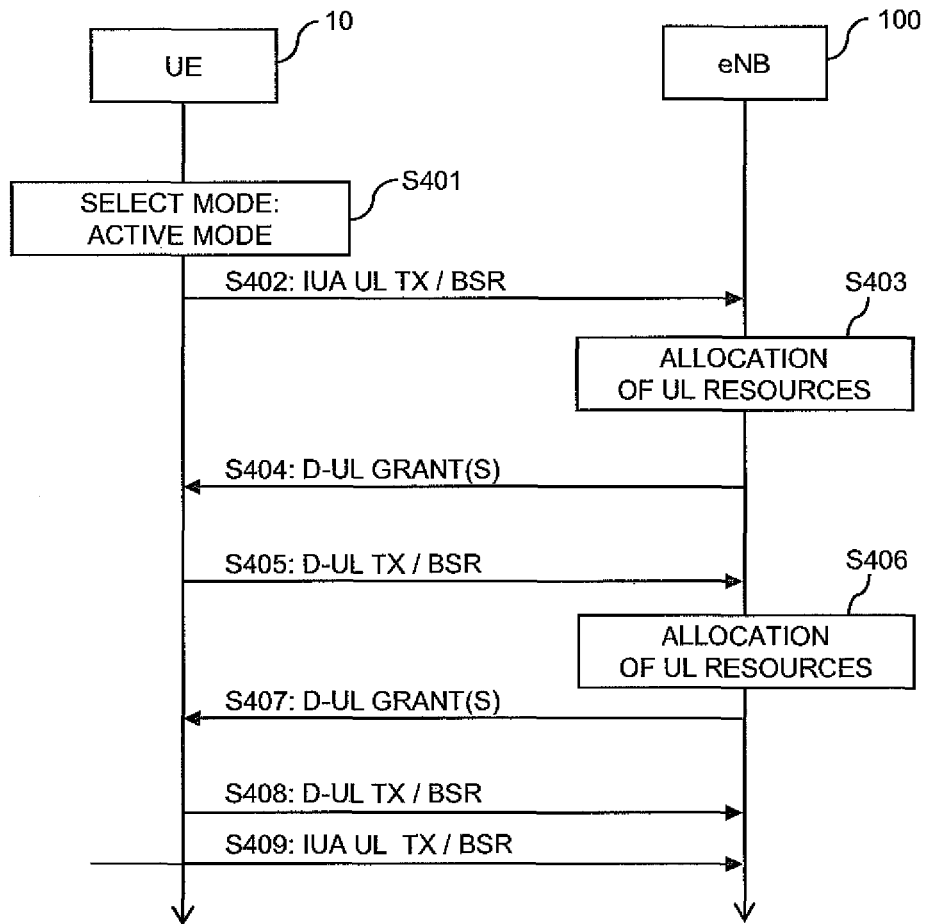 10
100
UE
eNB
S401
SELECT MODE:
ACTIVE MODE
S402: IUA UL TX / BSR
S403
ALLOCATION
OF UL RESOURCES
S404: D-UL GRANT(S)
S405: D-UL TX / BSR
S406
ALLOCATION
OF UL RESOURCES
S407: D-UL GRANT(S)
S408: D-UL TX / BSR
S409: IUA UL TX / BSR